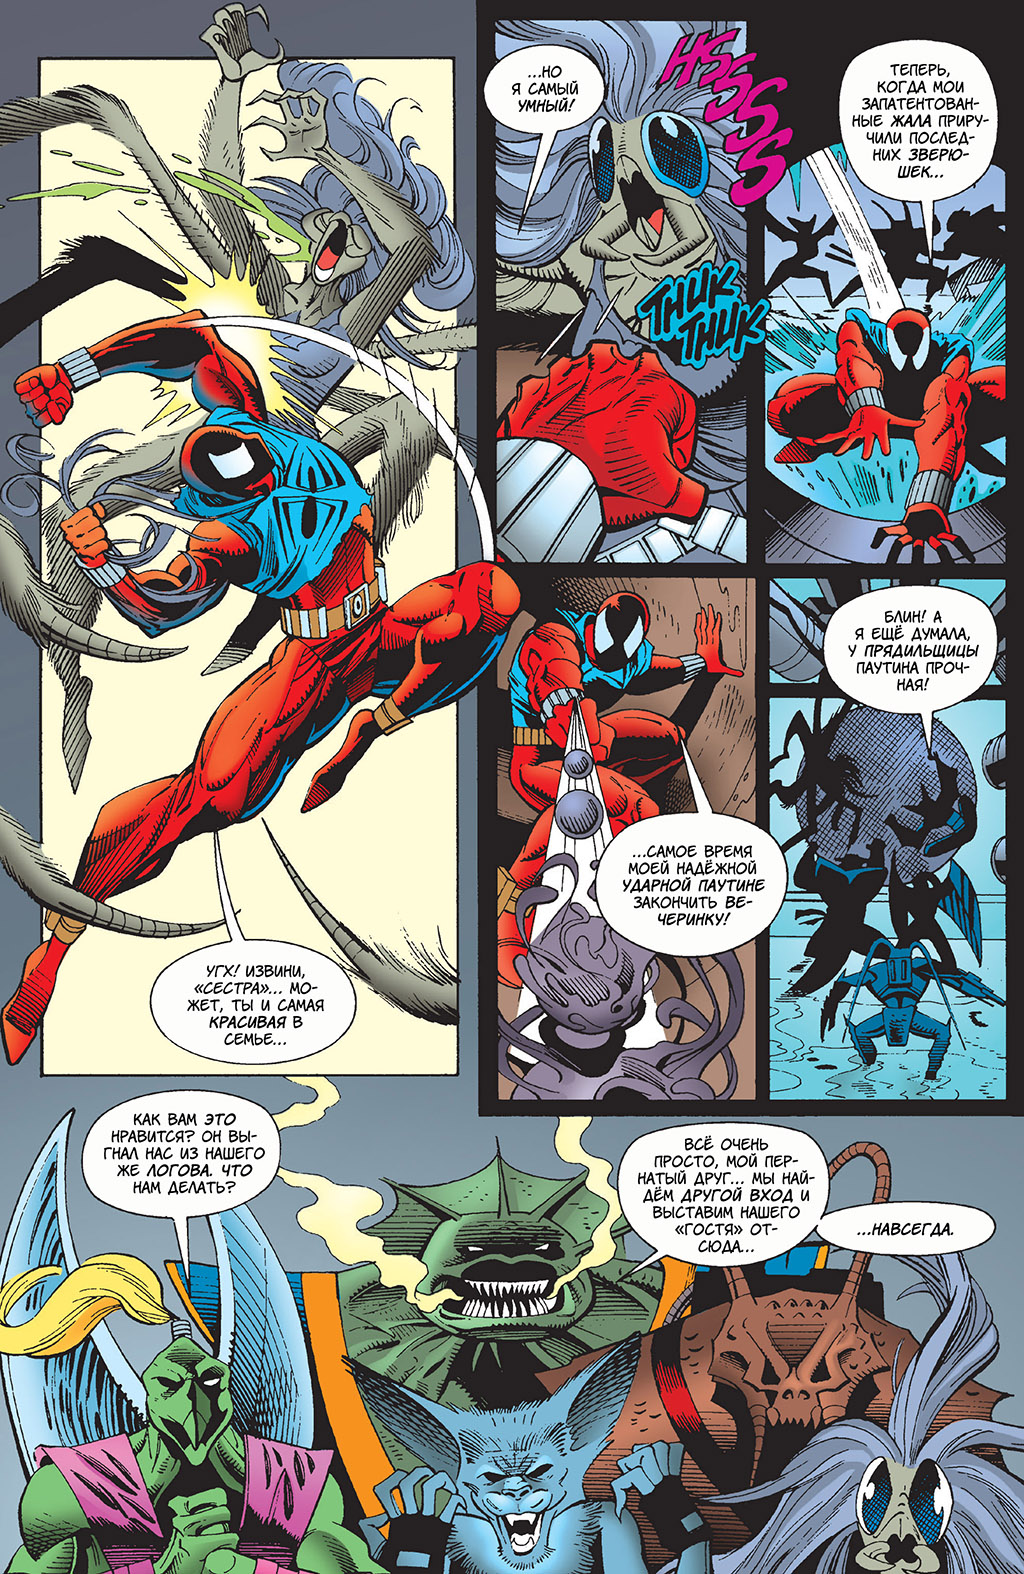 УГХ! ИЗВИНИ,
«СЕСТРА»... МО-
ЖЕТ, ТЫ И САМАЯ
КРАСИВАЯ В
СЕМЬЕ...
...НО
Я САМЫЙ
УМНЫЙ!
HSSSS
THUK
THUK
ТЕПЕРЬ,
КОГДА МОИ
ЗАПАТЕНТОВАН-
НЫЕ ЖАЛА ПРИРУ-
ЧИЛИ ПОСЛЕД-
НИХ ЗВЕРЮ-
ШЕК...
...САМОЕ ВРЕМЯ
МОЕЙ НАДЁЖНОЙ
УДАРНОЙ ПАУТИНЕ
ЗАКОНЧИТЬ ВЕ-
ЧЕРИНКУ!
БЛИН! А
Я ЕЩЁ ДУМАЛА,
У ПРЯДИЛЬЩИЦЫ
ПАУТИНА ПРОЧ-
НАЯ!
КАК ВАМ ЭТО
НРАВИТСЯ? ОН ВЫ-
ГНАЛ НАС ИЗ НАШЕГО
ЖЕ ЛОГОВА. ЧТО
НАМ ДЕЛАТЬ?
ВСЁ ОЧЕНЬ
ПРОСТО, МОЙ ПЕР-
НАТЫЙ ДРУГ... МЫ НАЙ-
ДЁМ ДРУГОЙ ВХОД И
ВЫСТАВИМ НАШЕГО
«ГОСТЯ» ОТ-
СЮДА...
...НАВСЕГДА.